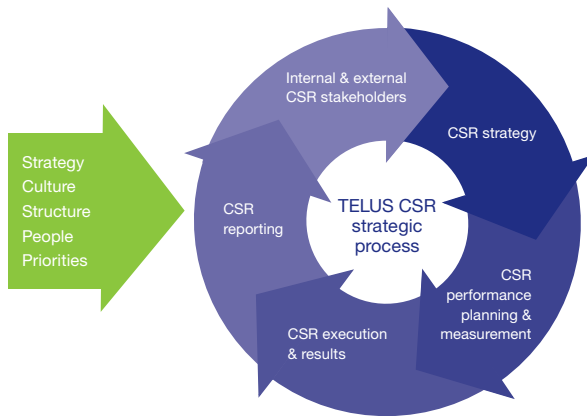 Strategy
Culture
Structure
People
Priorities
Internal & external
CSR stakeholders
CSR strategy
CSR
performance
planning &
measurement
CSR execution
& results
CSR
reporting
TELUS CSR
strategic
process